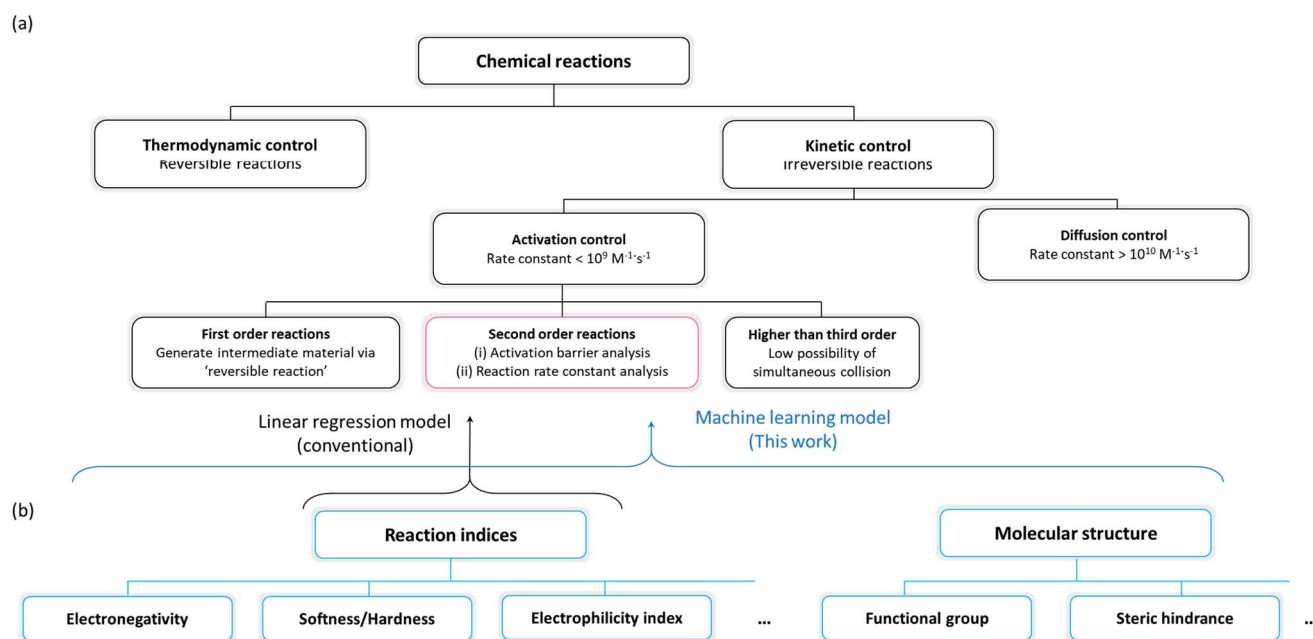 (a)
Chemical reactions
Thermodynamic control
Reversible reactions
Kinetic control
Irreversible reactions
Activation control
Rate constant < 10⁹ M⁻¹·s⁻¹
Diffusion control
Rate constant > 10¹⁰ M⁻¹·s⁻¹
First order reactions
Generate intermediate material via
‘reversible reaction’
Second order reactions
(i) Activation barrier analysis
(ii) Reaction rate constant analysis
Higher than third order
Low possibility of
simultaneous collision
Linear regression model
(conventional)
Machine learning model
(This work)
(b)
Reaction indices
Molecular structure
Electronegativity
Softness/Hardness
Electrophilicity index
...
Functional group
Steric hindrance
...